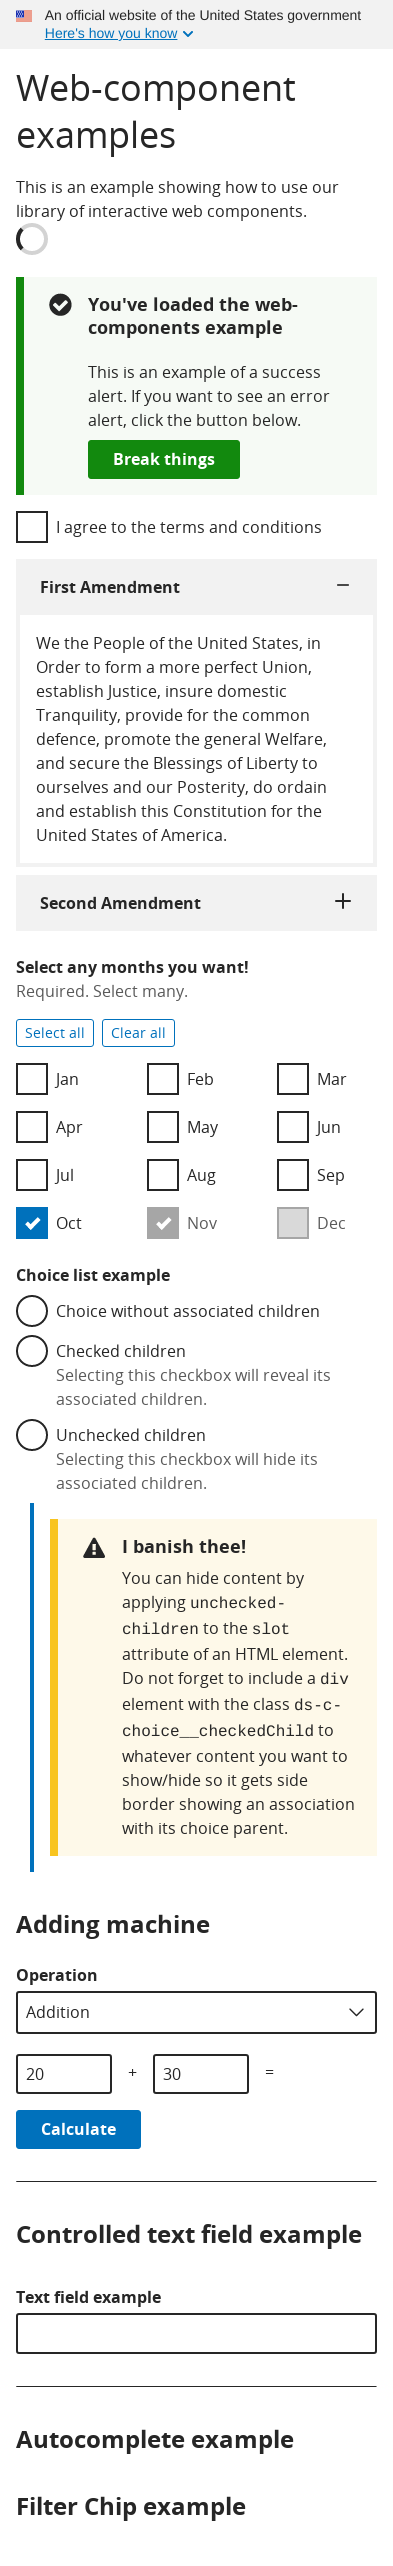 An official website of the United States government
Here's how you know
Web-component
examples
This is an example showing how to use our
library of interactive web components.
You've loaded the web-
components example
This is an example of a success
alert. If you want to see an error
alert, click the button below.
Break things
I agree to the terms and conditions
First Amendment
We the People of the United States, in
Order to form a more perfect Union,
establish Justice, insure domestic
Tranquility, provide for the common
defence, promote the general Welfare,
and secure the Blessings of Liberty to
ourselves and our Posterity, do ordain
and establish this Constitution for the
United States of America.
Second Amendment
Select any months you want!
Required. Select many.
Select all Clear all
Jan Feb Mar
Apr May Jun
Jul Aug Sep
Oct Nov Dec
Choice list example
Choice without associated children
Checked children
Selecting this checkbox will reveal its
associated children.
Unchecked children
Selecting this checkbox will hide its
associated children.
I banish thee!
You can hide content by
applying unchecked-
children to the slot
attribute of an HTML element.
Do not forget to include a div
element with the class ds-c-
choice__checkedChild to
whatever content you want to
show/hide so it gets side
border showing an association
with its choice parent.
Adding machine
Operation
Addition
20 + 30 =
Calculate
Controlled text field example
Text field example
Autocomplete example
Filter Chip example